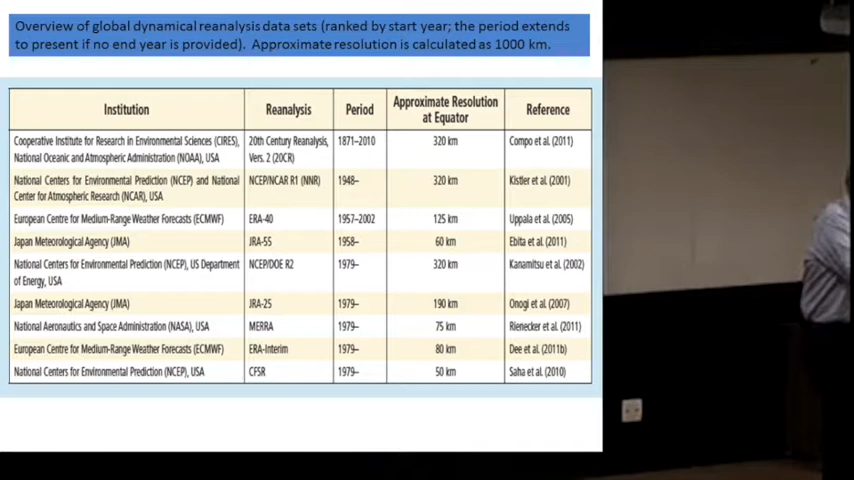 Overview of global dynamical reanalysis data sets (ranked by start year; the period extends
to present if no end year is provided). Approximate resolution is calculated as 1000 km.
Institution Reanalysis Period Approximate Resolution at Equator Reference
Cooperative Institute for Research in Environmental Sciences (CIRES), 20th Century Reanalysis, 1871–2010 320 km Compo et al. (2011)
National Oceanic and Atmospheric Administration (NOAA), USA Vers. 2 (20CR)
National Centers for Environmental Prediction (NCEP) and National NCEP/NCAR R1 (NNR) 1948– 320 km Kistler et al. (2001)
Center for Atmospheric Research (NCAR), USA
European Centre for Medium-Range Weather Forecasts (ECMWF) ERA-40 1957–2002 125 km Uppala et al. (2005)
Japan Meteorological Agency (JMA) JRA-55 1958– 60 km Ebita et al. (2011)
National Centers for Environmental Prediction (NCEP), US Department NCEP/DOE R2 1979– 320 km Kanamitsu et al. (2002)
of Energy, USA
Japan Meteorological Agency (JMA) JRA-25 1979– 190 km Onogi et al. (2007)
National Aeronautics and Space Administration (NASA), USA MERRA 1979– 75 km Rienecker et al. (2011)
European Centre for Medium-Range Weather Forecasts (ECMWF) ERA-Interim 1979– 80 km Dee et al. (2011b)
National Centers for Environmental Prediction (NCEP), USA CFSR 1979– 50 km Saha et al. (2010)